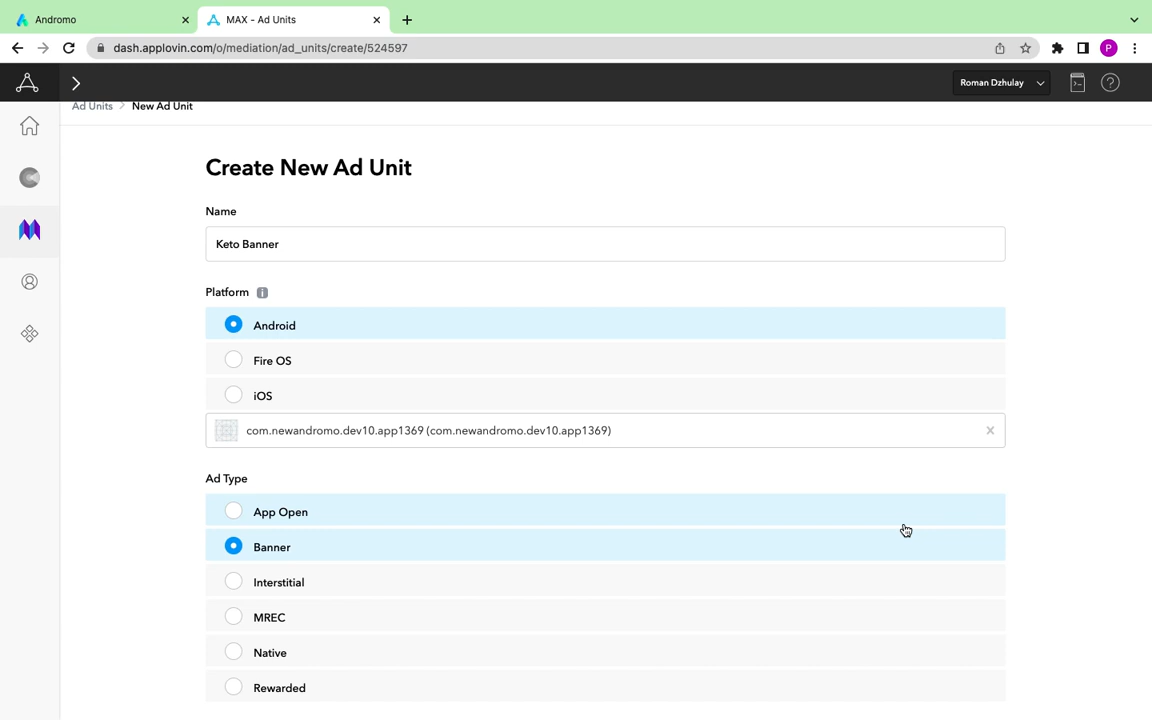 Andromo
MAX - Ad Units
dash.applovin.com/o/mediation/ad_units/create/524597
P
Roman Dzhulay
Ad Units > New Ad Unit
Create New Ad Unit
Name
Keto Banner
Platform i
Android
Fire OS
iOS
com.newandromo.dev10.app1369 (com.newandromo.dev10.app1369)
Ad Type
App Open
Banner
Interstitial
MREC
Native
Rewarded